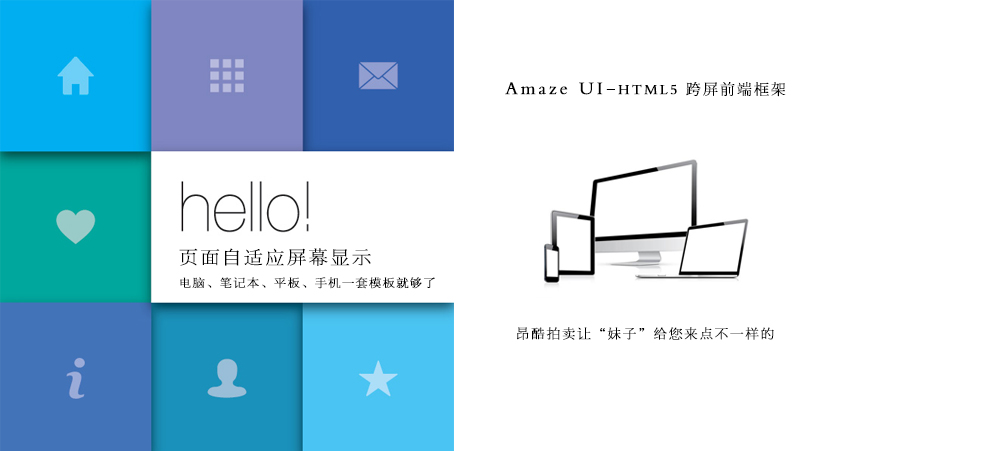 hello!
页面自适应屏幕显示
电脑、笔记本、平板、手机一套模板就够了
Amaze UI-HTML5 跨屏前端框架
昂酷拍卖让“妹子”给您来点不一样的